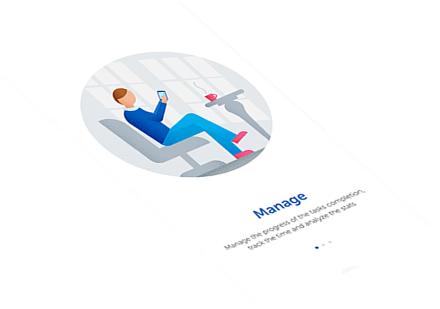 Manage
Manage the progress of the tasks completion,
track the time and analyze the stats